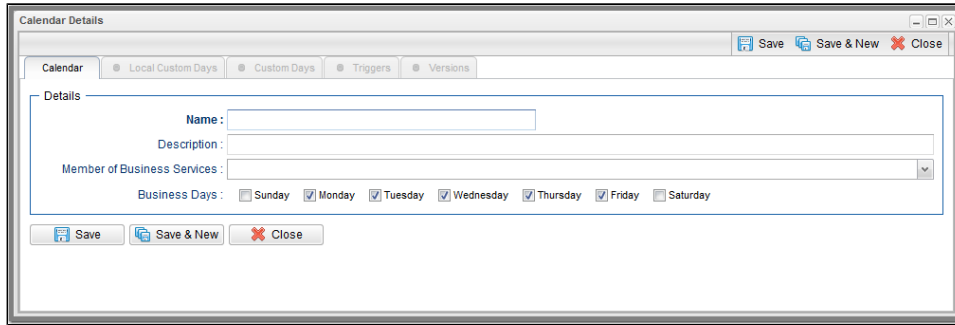 Calendar Details
Save Save & New Close
Calendar Local Custom Days Custom Days Triggers Versions
Details
Name :
Description :
Member of Business Services :
Business Days : Sunday Monday Tuesday Wednesday Thursday Friday Saturday
Save Save & New Close